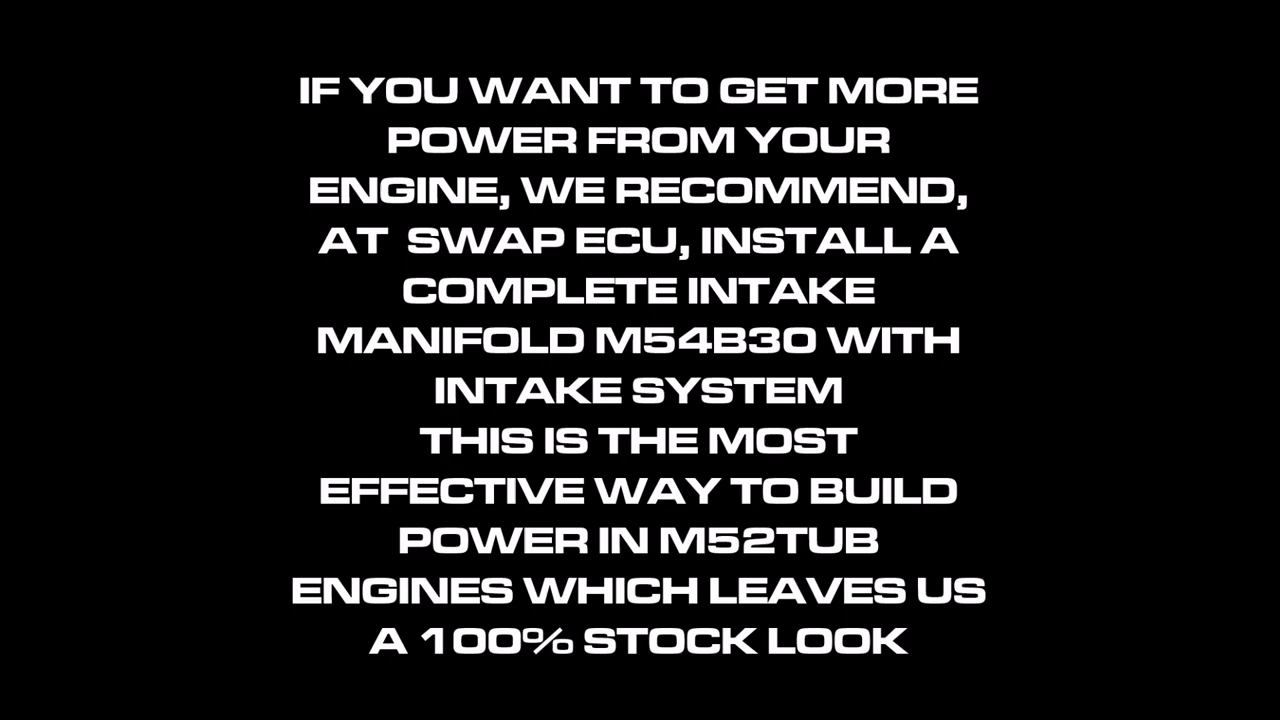 IF YOU WANT TO GET MORE
POWER FROM YOUR
ENGINE, WE RECOMMEND,
AT  SWAP ECU, INSTALL A
COMPLETE INTAKE
MANIFOLD M54B30 WITH
INTAKE SYSTEM
THIS IS THE MOST
EFFECTIVE WAY TO BUILD
POWER IN M52TUB
ENGINES WHICH LEAVES US
A 100% STOCK LOOK